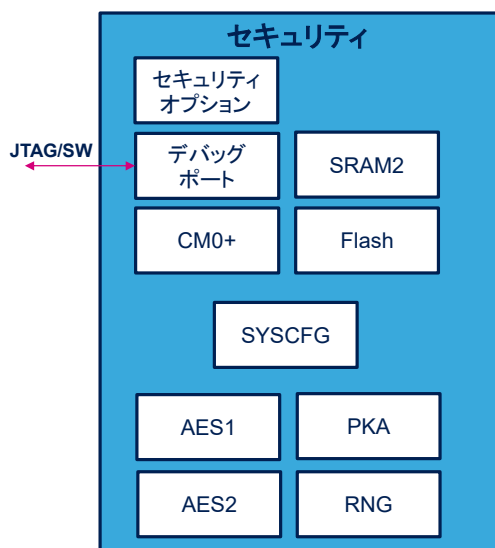 セキュリティ
セキュリティ
オプション
JTAG/SW
デバッグ
ポート
SRAM2
CM0+
Flash
SYSCFG
AES1
PKA
AES2
RNG